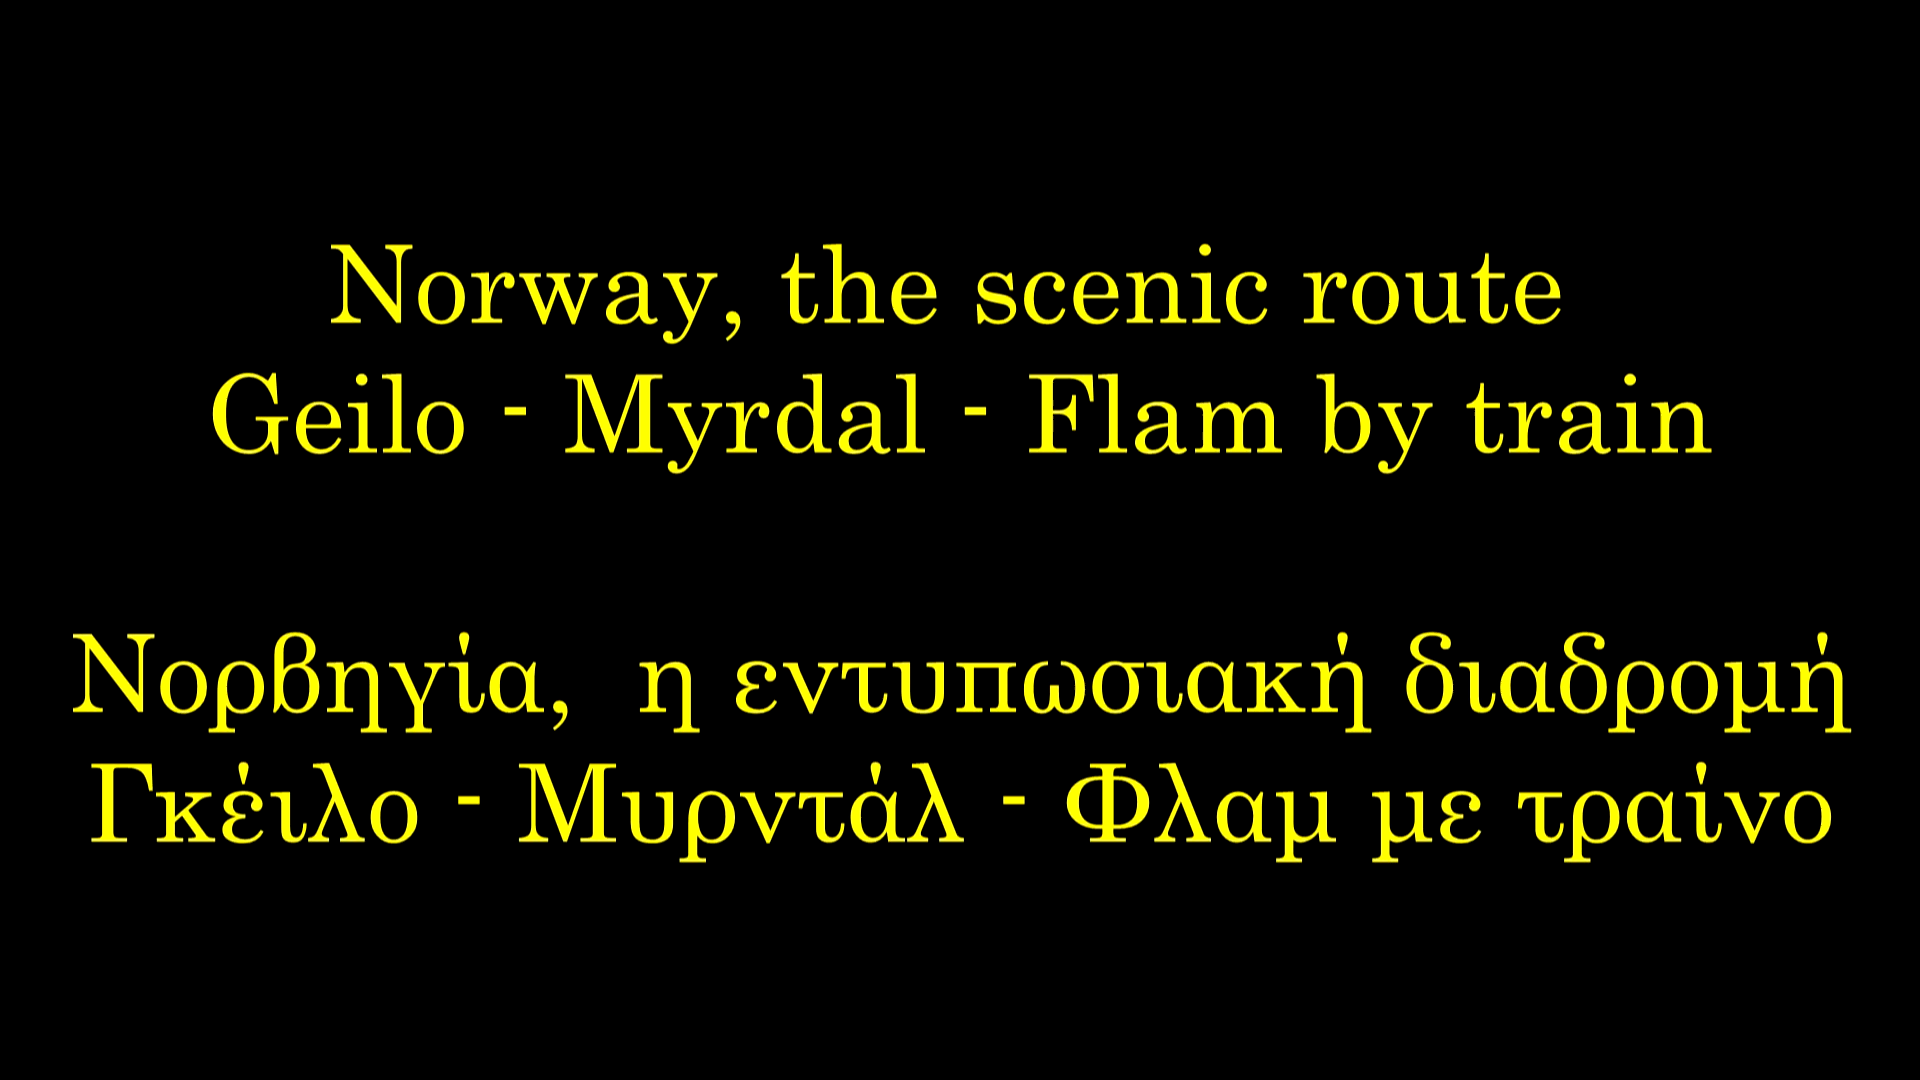 Norway, the scenic route
Geilo - Myrdal - Flam by train
Νορβηγία, η εντυπωσιακή διαδρομή
Γκέιλο - Μυρντάλ - Φλαμ με τραίνο